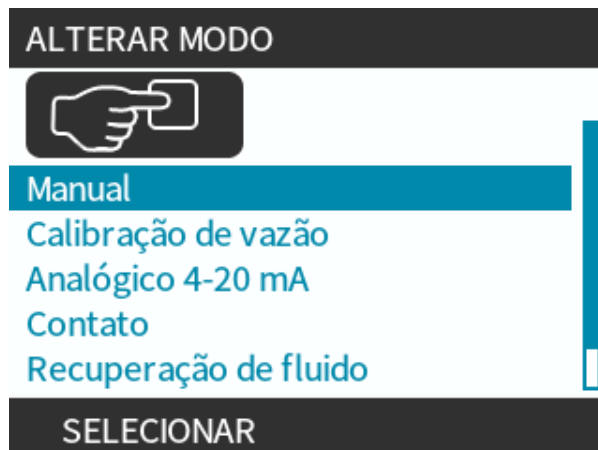 ALTERAR MODO
Manual
Calibração de vazão
Analógico 4-20 mA
Contato
Recuperação de fluido
SELECIONAR